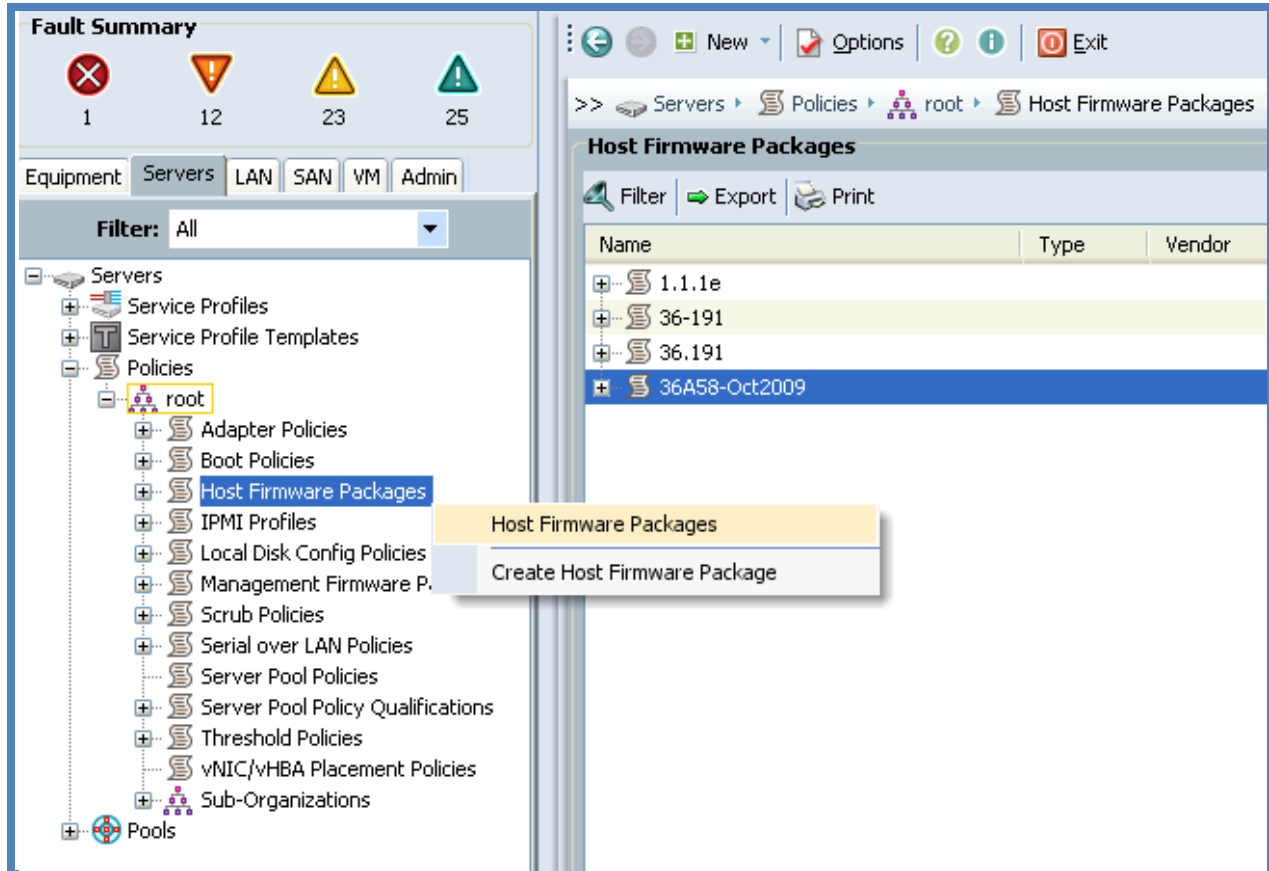 Fault Summary
1 12 23 25
Equipment Servers LAN SAN VM Admin
Filter: All
Servers
Service Profiles
Service Profile Templates
Policies
root
Adapter Policies
Boot Policies
Host Firmware Packages
IPMI Profiles
Local Disk Config Policies
Management Firmware P
Scrub Policies
Serial over LAN Policies
Server Pool Policies
Server Pool Policy Qualifications
Threshold Policies
vNIC/vHBA Placement Policies
Sub-Organizations
Pools
Host Firmware Packages
Create Host Firmware Package
New Options Exit
>> Servers Policies root Host Firmware Packages
Host Firmware Packages
Filter Export Print
Name Type Vendor
1.1.1e
36-191
36.191
36A58-Oct2009